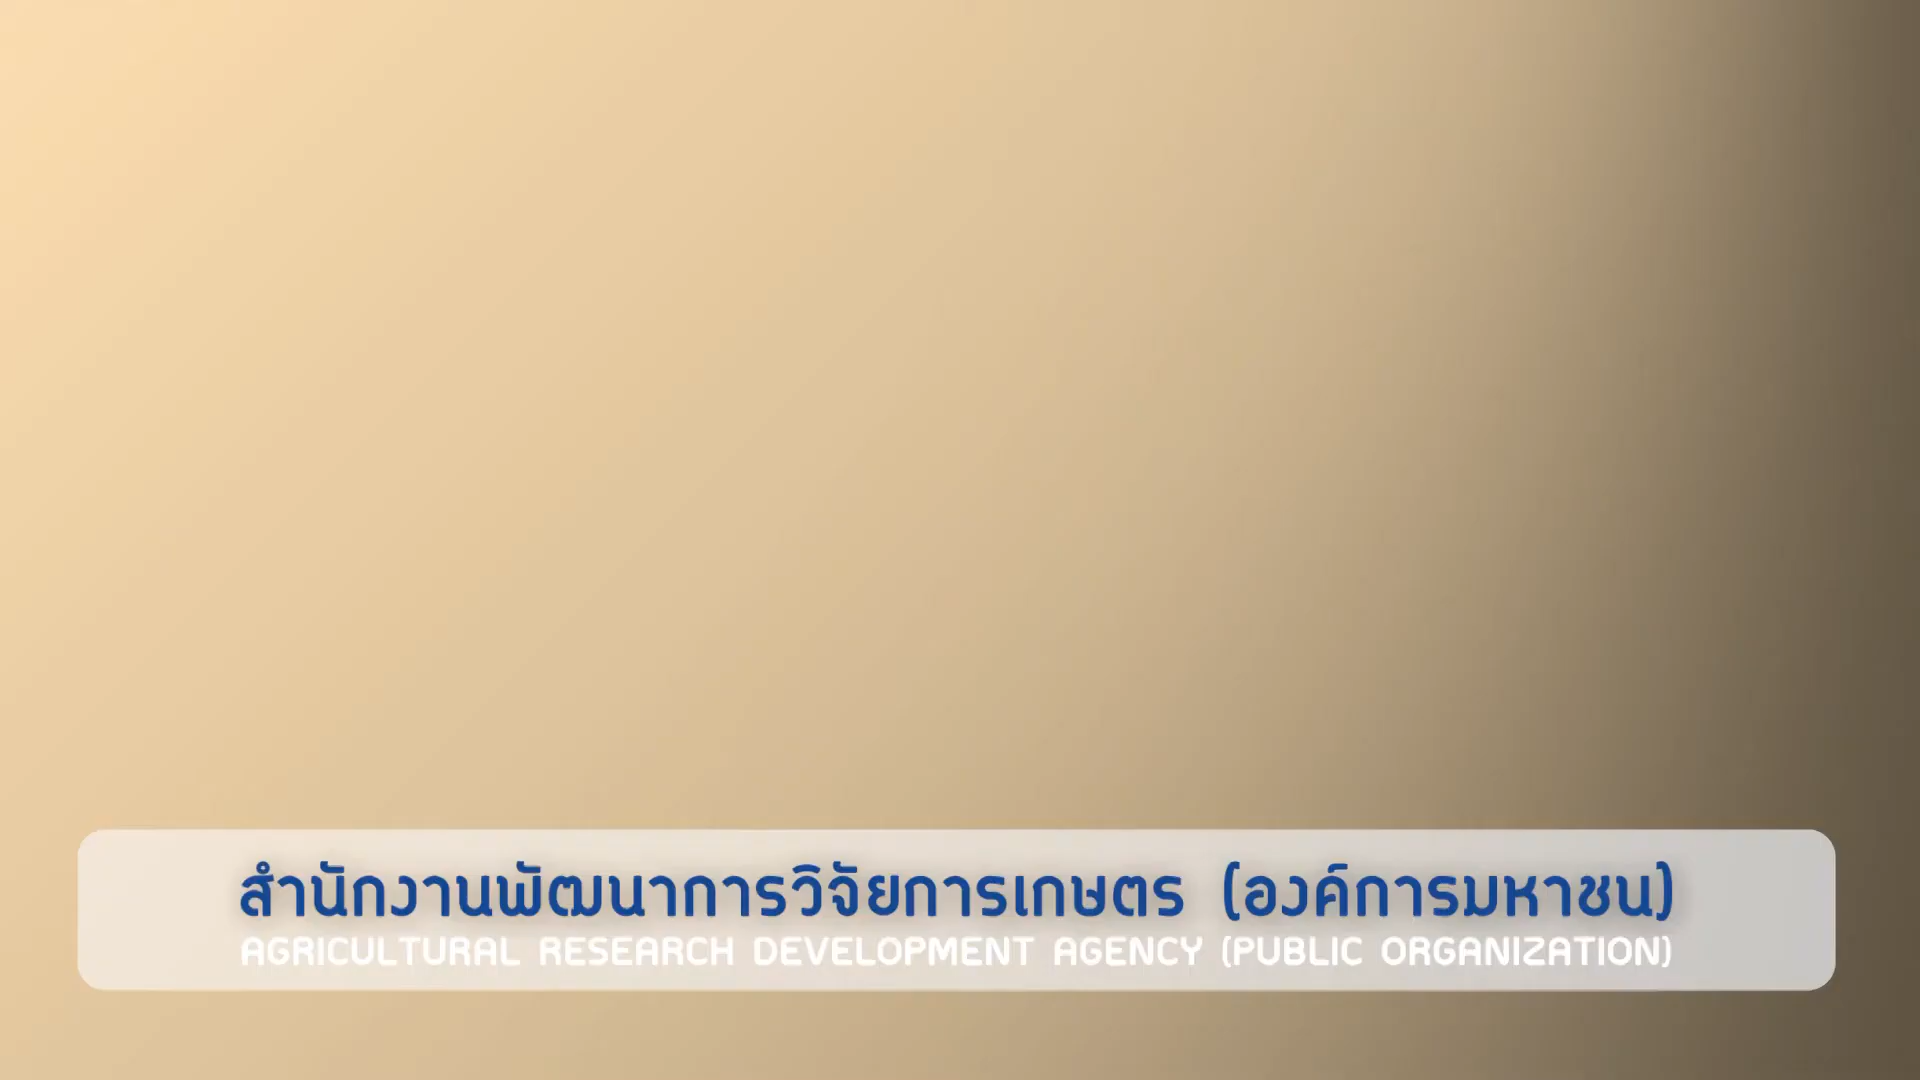 สำนักงานพัฒนาการวิจัยการเกษตร (องค์การมหาชน)
AGRICULTURAL RESEARCH DEVELOPMENT AGENCY (PUBLIC ORGANIZATION)